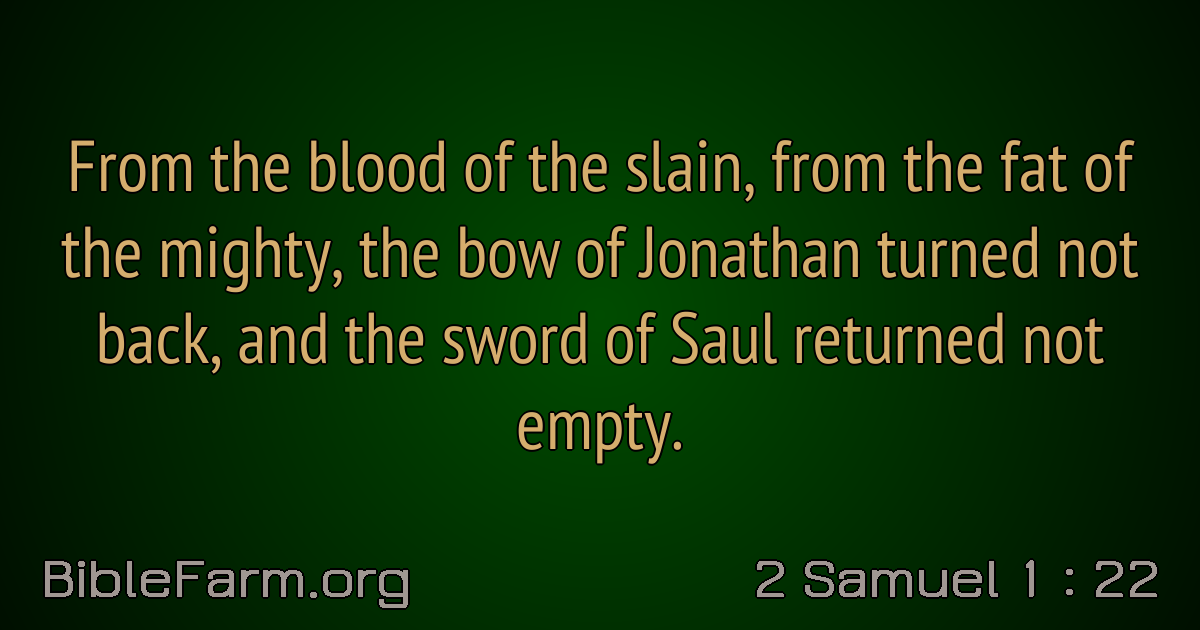 From the blood of the slain, from the fat of
the mighty, the bow of Jonathan turned not
back, and the sword of Saul returned not
empty.
BibleFarm.org
2 Samuel 1 : 22